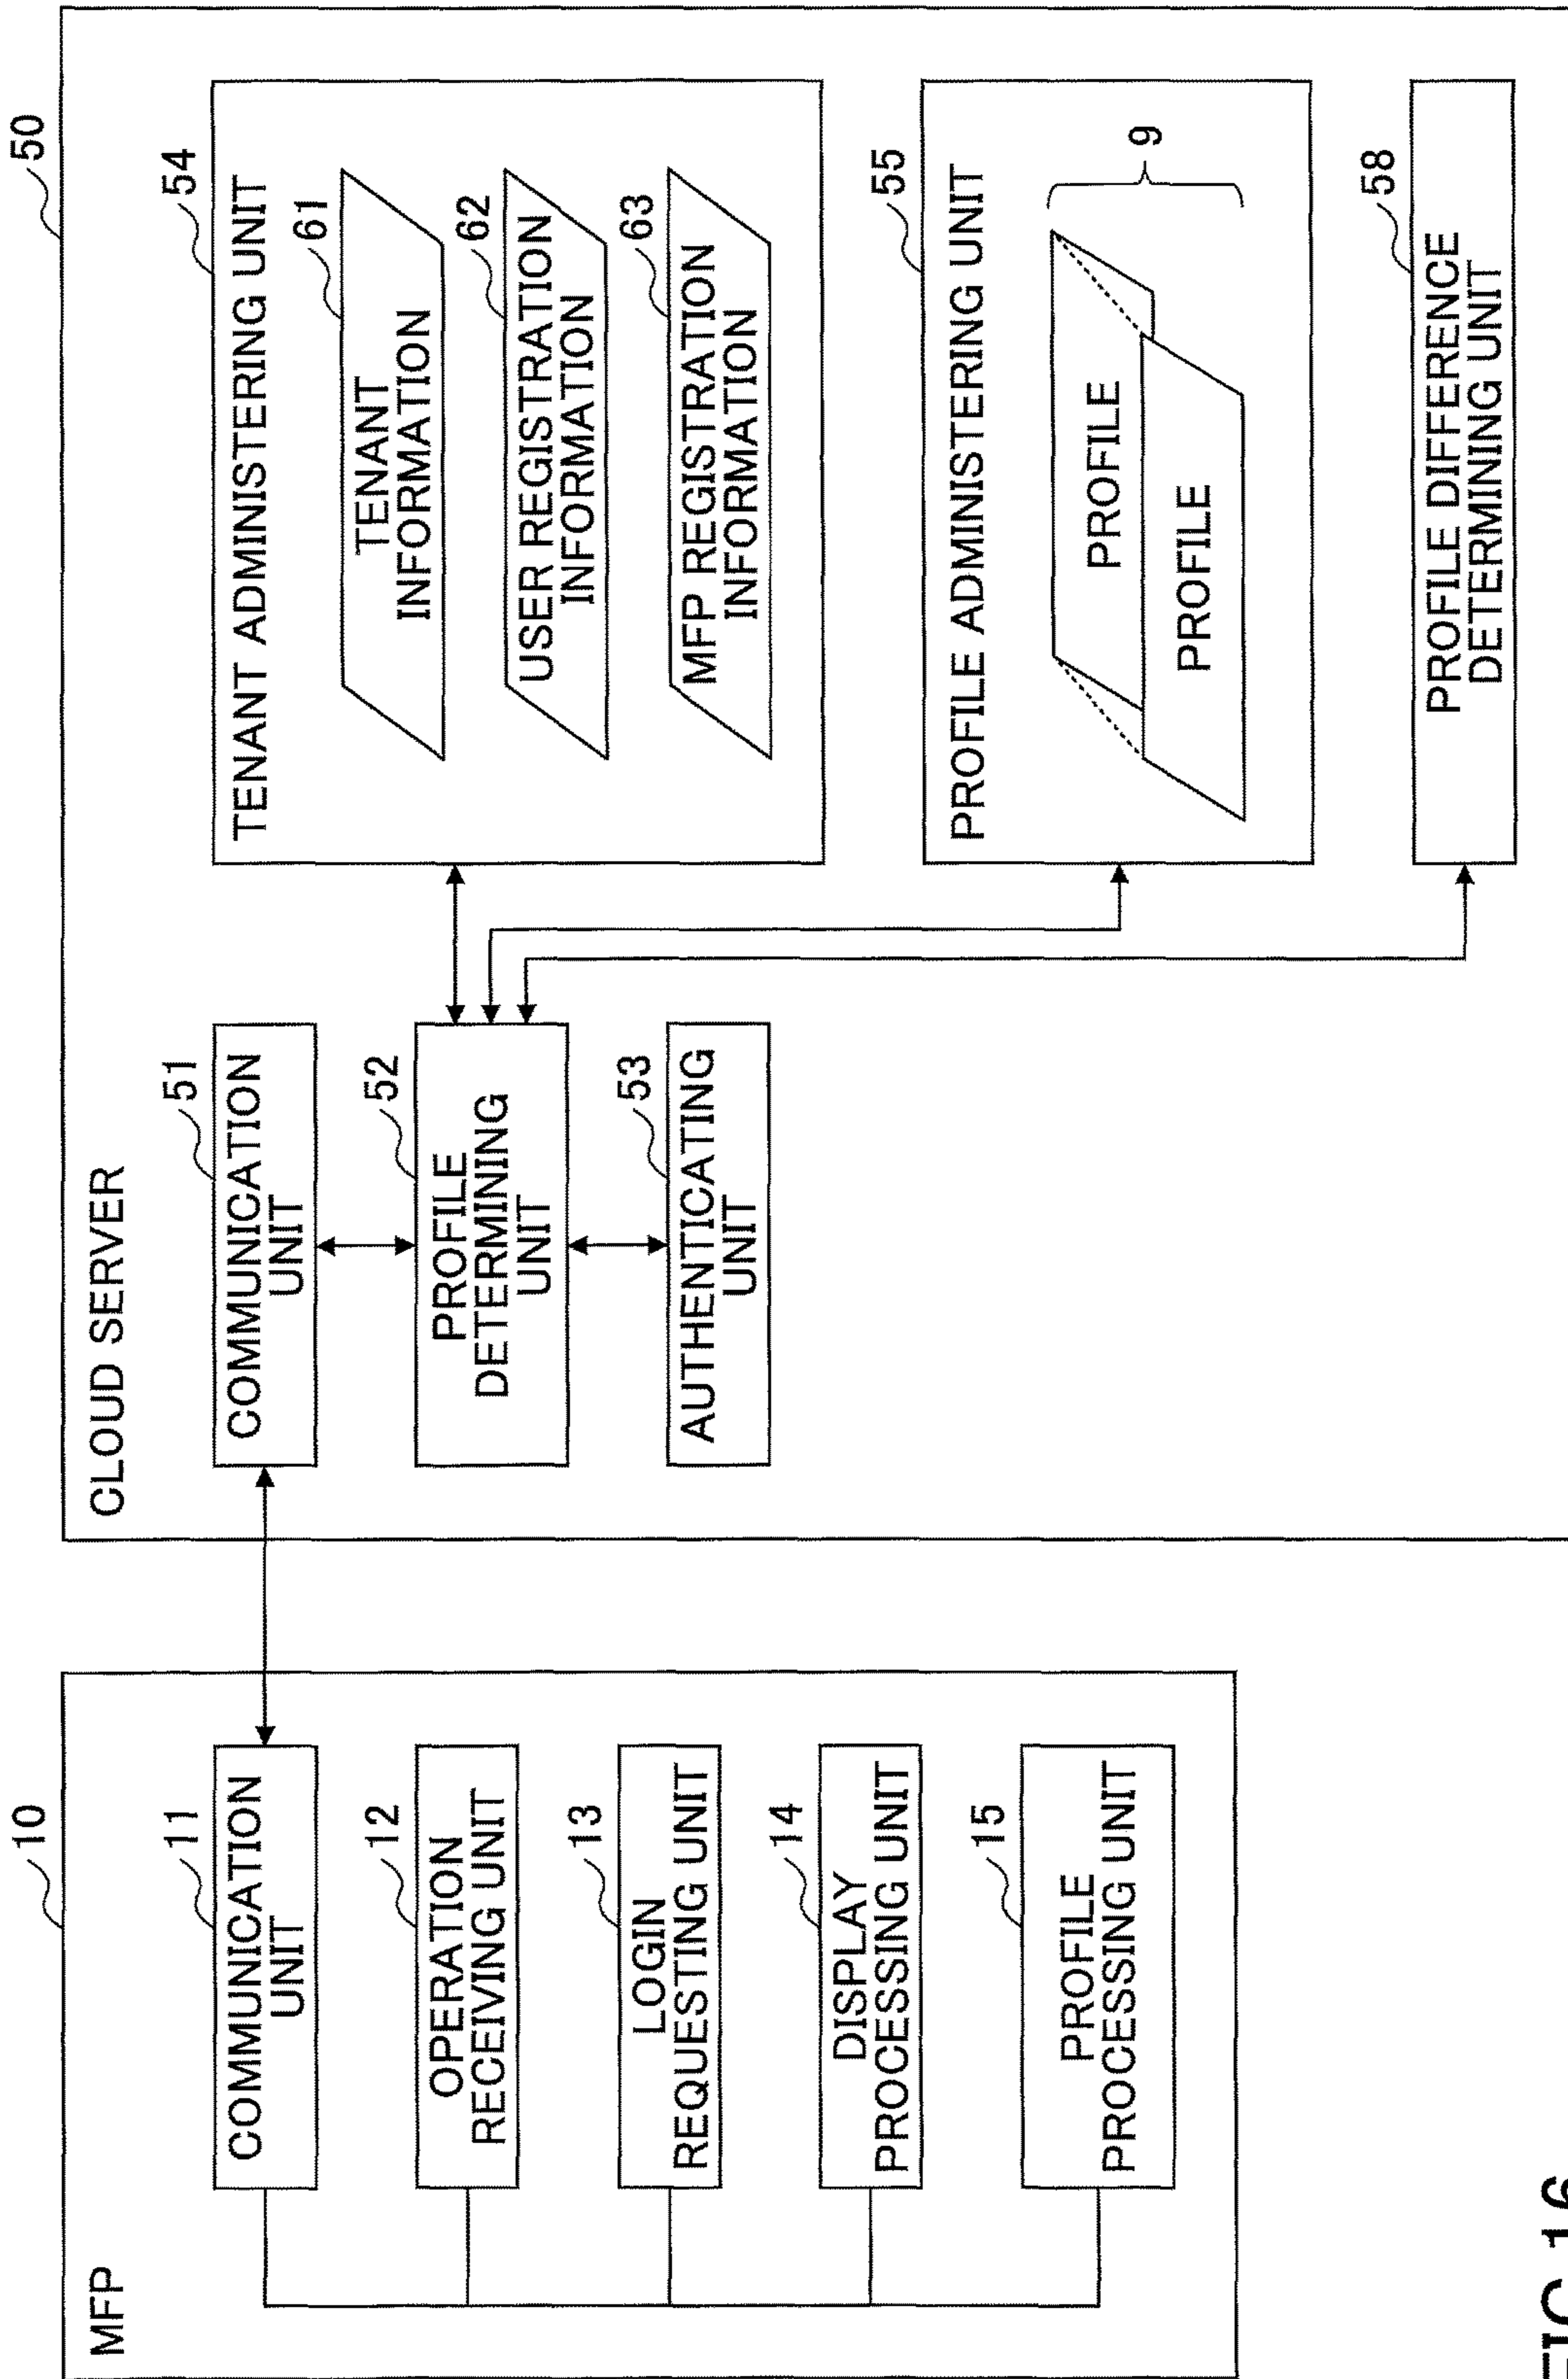 MFP
10
COMMUNICATION
UNIT
11
OPERATION
RECEIVING UNIT
12
LOGIN
REQUESTING UNIT
13
DISPLAY
PROCESSING UNIT
14
PROFILE
PROCESSING UNIT
15
CLOUD SERVER
50
COMMUNICATION
UNIT
51
PROFILE
DETERMINING
UNIT
52
AUTHENTICATING
UNIT
53
TENANT ADMINISTERING UNIT
54
TENANT
INFORMATION
61
USER REGISTRATION
INFORMATION
62
MFP REGISTRATION
INFORMATION
63
PROFILE ADMINISTERING UNIT
55
PROFILE
PROFILE
9
PROFILE DIFFERENCE
DETERMINING UNIT
58
FIG.16